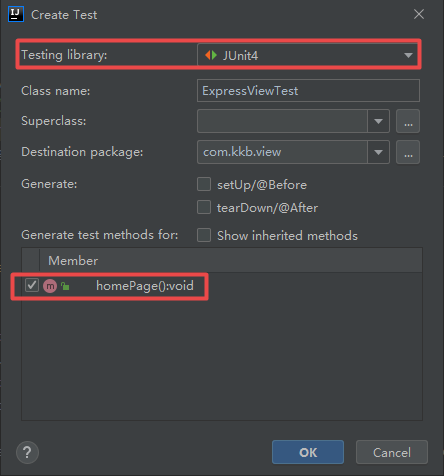 Create Test
Testing library: JUnit4
Class name: ExpressViewTest
Superclass: ...
Destination package: com.kkb.view ...
Generate: setUp/@Before
tearDown/@After
Generate test methods for: Show inherited methods
Member
m homePage():void
? OK Cancel